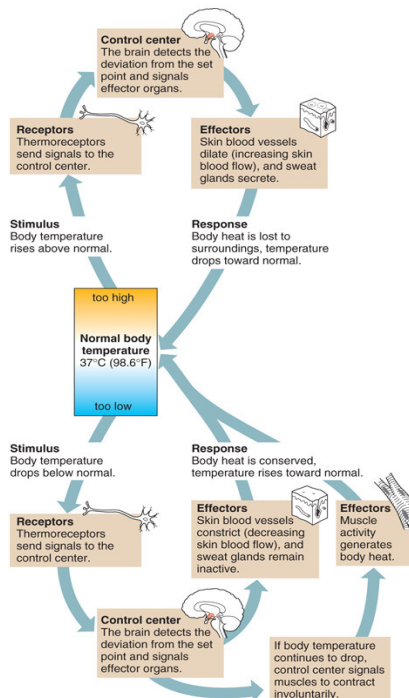 Control center
The brain detects the
deviation from the set
point and signals
effector organs.
Receptors
Thermoreceptors
send signals to the
control center.
Effectors
Skin blood vessels
dilate (increasing skin
blood flow), and sweat
glands secrete.
Stimulus
Body temperature
rises above normal.
Response
Body heat is lost to
surroundings, temperature
drops toward normal.
too high
Normal body
temperature
37°C (98.6°F)
too low
Stimulus
Body temperature
drops below normal.
Response
Body heat is conserved,
temperature rises toward normal.
Receptors
Thermoreceptors
send signals to the
control center.
Effectors
Skin blood vessels
constrict (decreasing
skin blood flow), and
sweat glands remain
inactive.
Effectors
Muscle
activity
generates
body heat.
Control center
The brain detects the
deviation from the set
point and signals
effector organs.
If body temperature
continues to drop,
control center signals
muscles to contract
involuntarily.